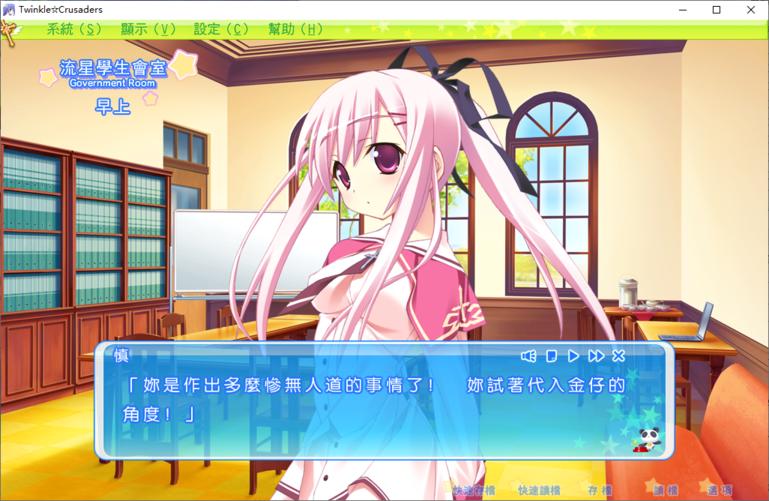 Twinkle☆Crusaders
系統(S) 顯示(V) 設定(C) 幫助(H)
流星學生會室
Government Room
早上
慎
「妳是作出多麼慘無人道的事情了! 妳試著代入金仔的
角度!」
快速存檔 快速讀檔 存檔 讀檔 選項